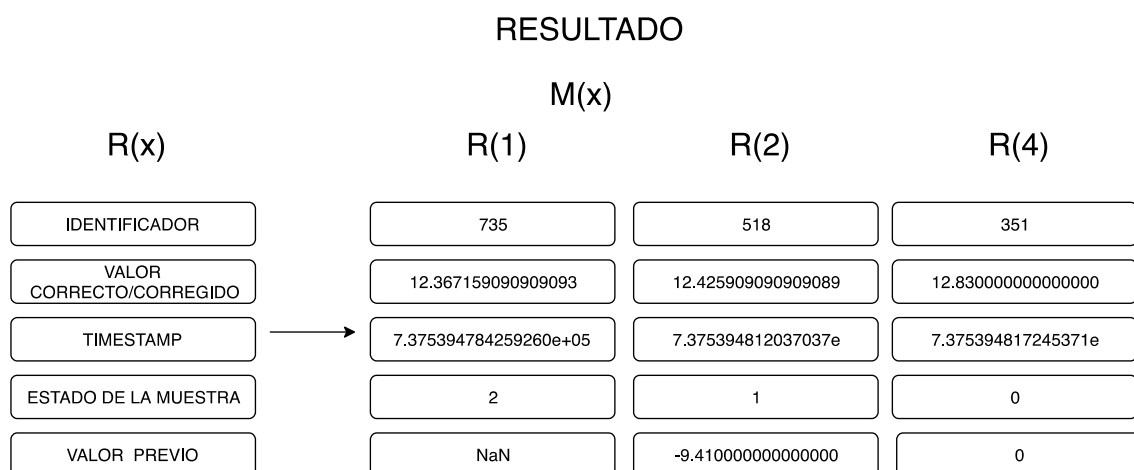 RESULTADO
M(x)
R(x) R(1) R(2) R(4)
IDENTIFICADOR 735 518 351
VALOR
CORRECTO/CORREGIDO 12.367159090909093 12.425909090909089 12.830000000000000
TIMESTAMP 7.375394784259260e+05 7.375394812037037e 7.375394817245371e
ESTADO DE LA MUESTRA 2 1 0
VALOR PREVIO NaN -9.410000000000000 0